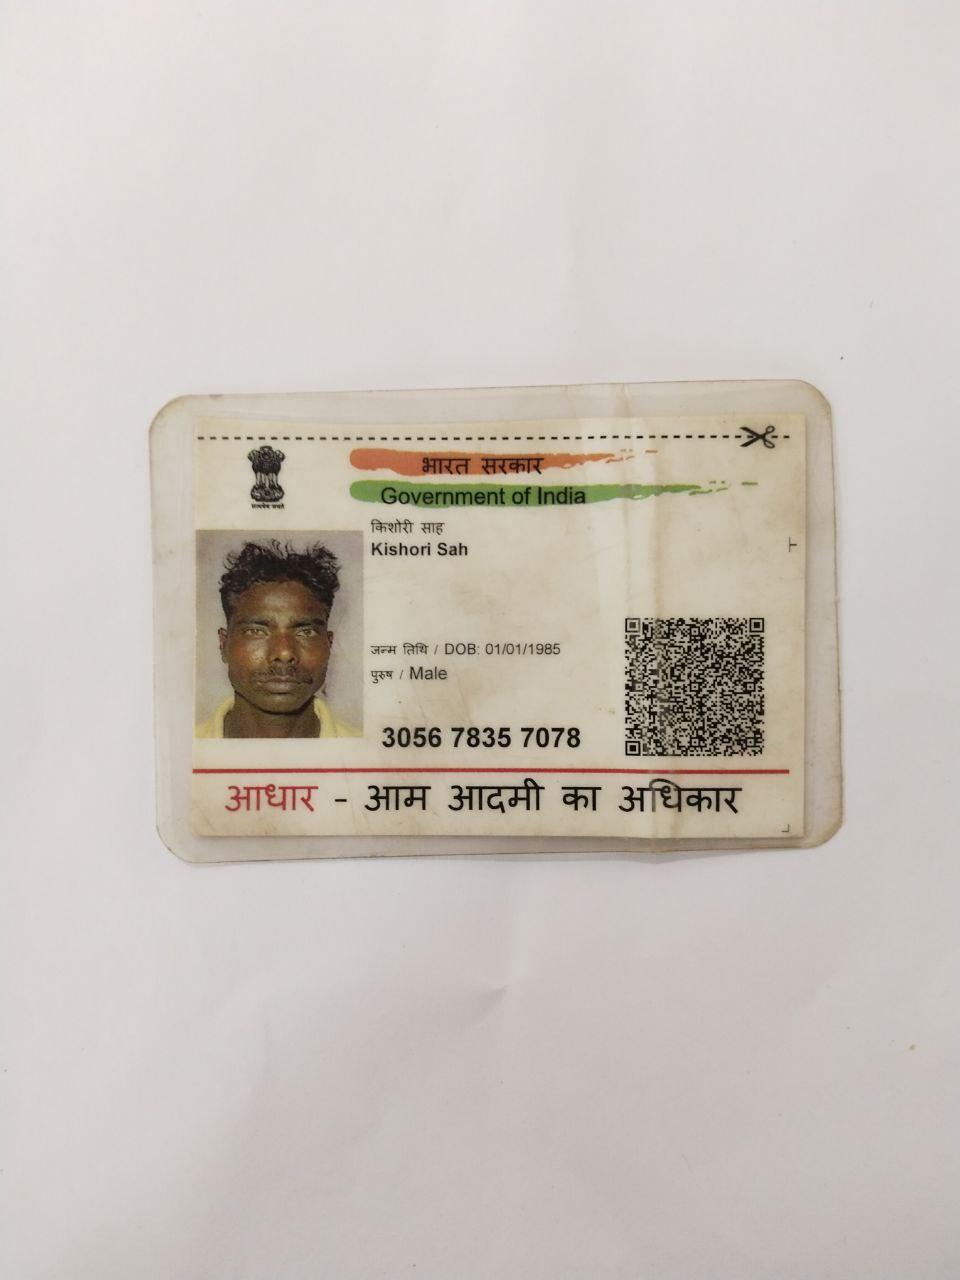 भारत सरकार
Government of India
सत्यमेव जयते
किशोरी साह
Kishori Sah
जन्म तिथि / DOB: 01/01/1985
पुरुष / Male
3056 7835 7078
आधार - आम आदमी का अधिकार